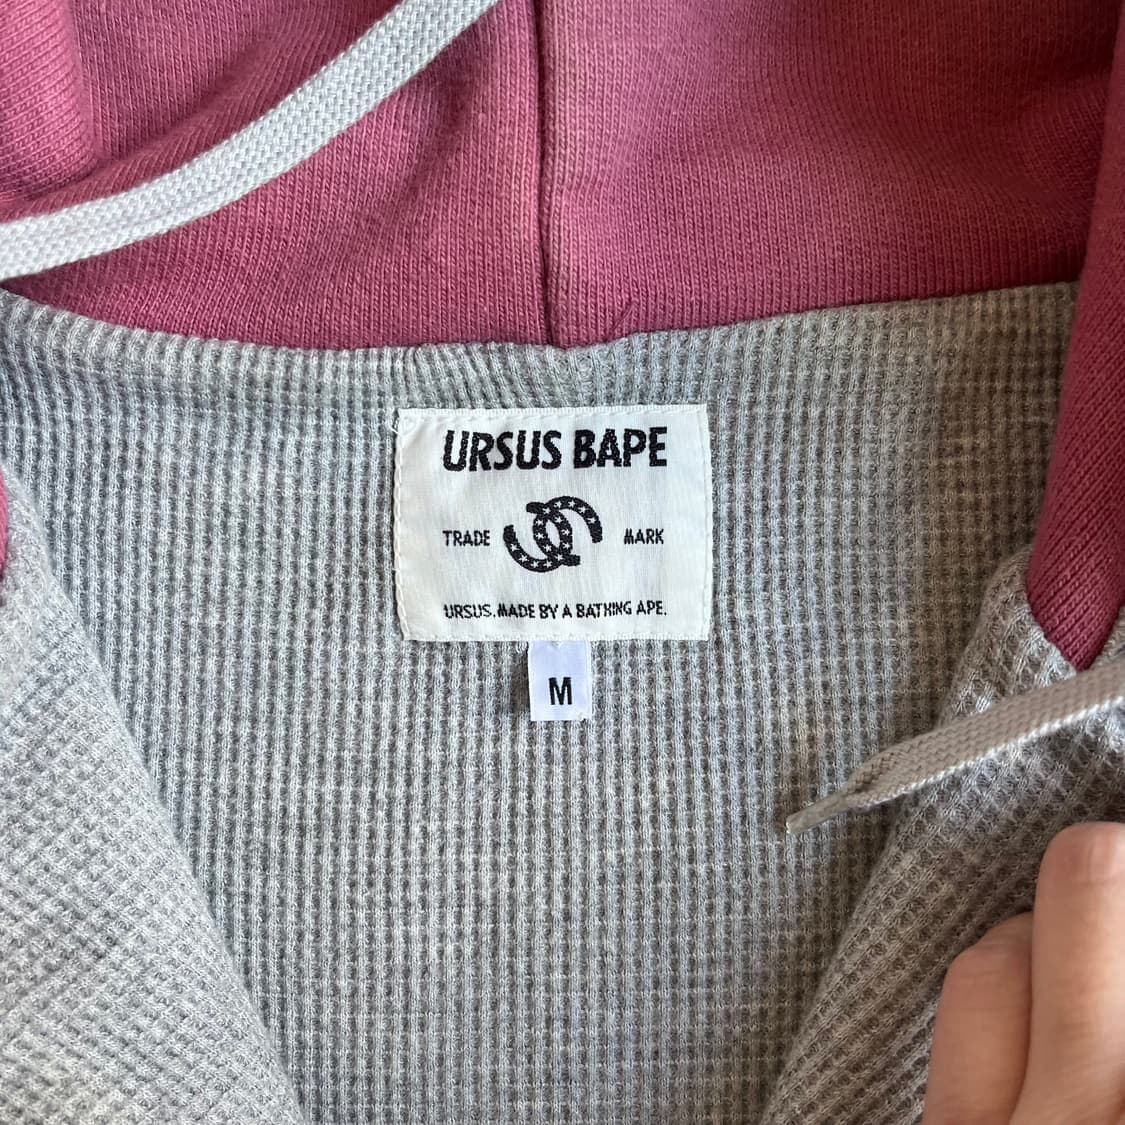 URSUS BAPE
TRADE MARK
URSUS.MADE BY A BATHING APE.
M